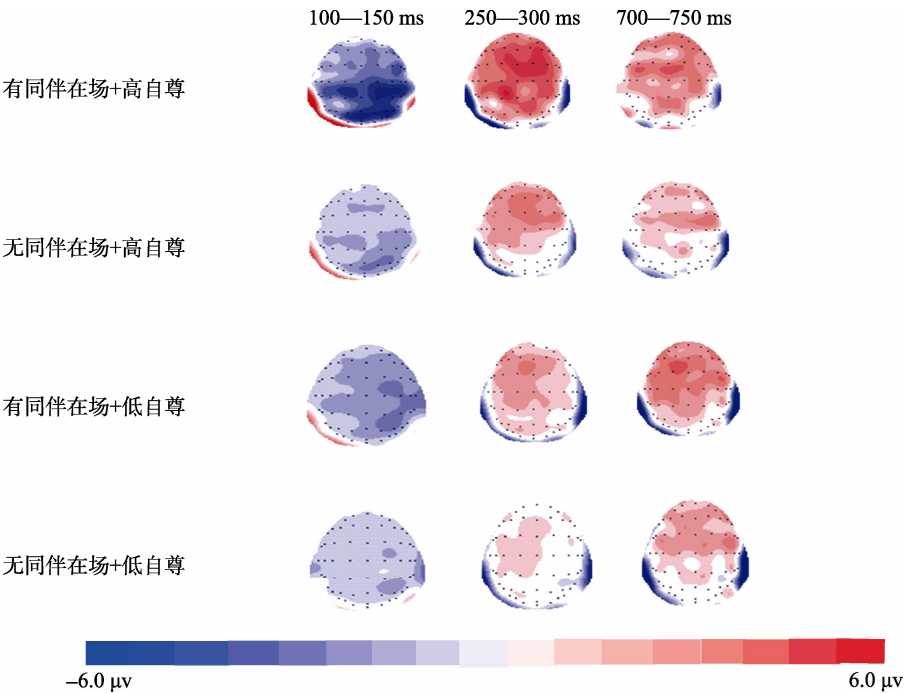 100—150 ms 250—300 ms 700—750 ms
有同伴在场+高自尊
无同伴在场+高自尊
有同伴在场+低自尊
无同伴在场+低自尊
–6.0 μv 6.0 μv